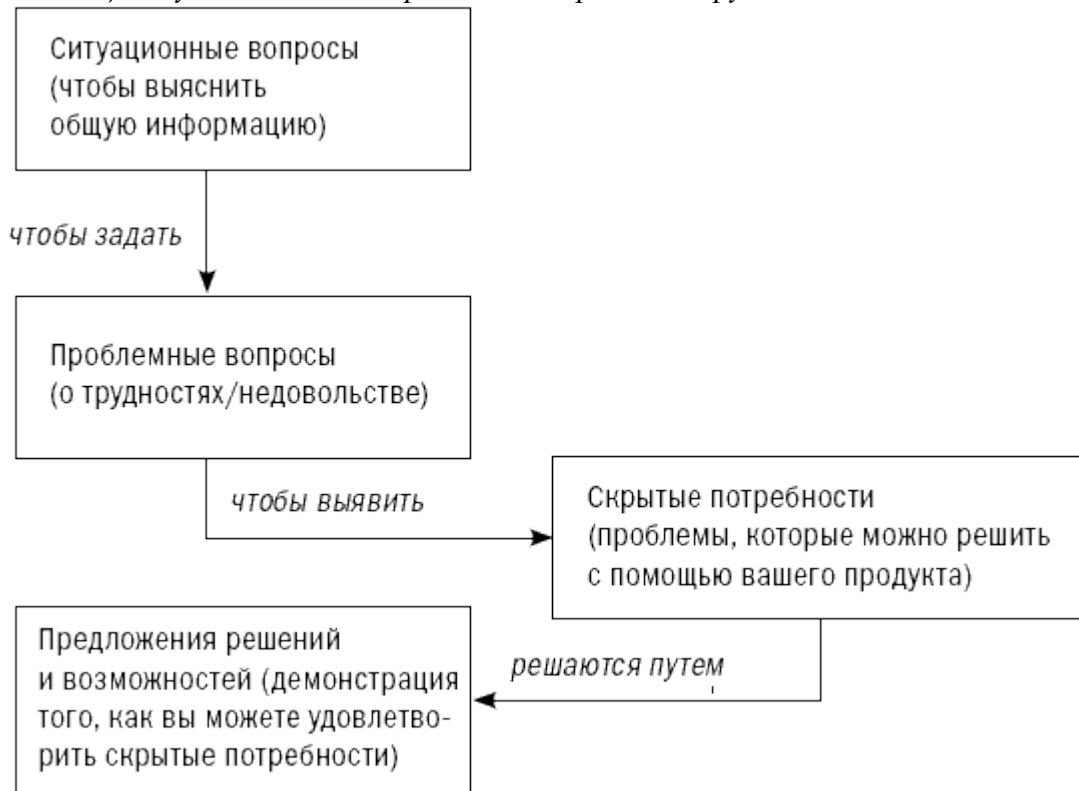 Ситуационные вопросы
(чтобы выяснить
общую информацию)
чтобы задать
Проблемные вопросы
(о трудностях/недовольстве)
чтобы выявить
Скрытые потребности
(проблемы, которые можно решить
с помощью вашего продукта)
решаются путем
Предложения решений
и возможностей (демонстрация
того, как вы можете удовлетво-
рить скрытые потребности)